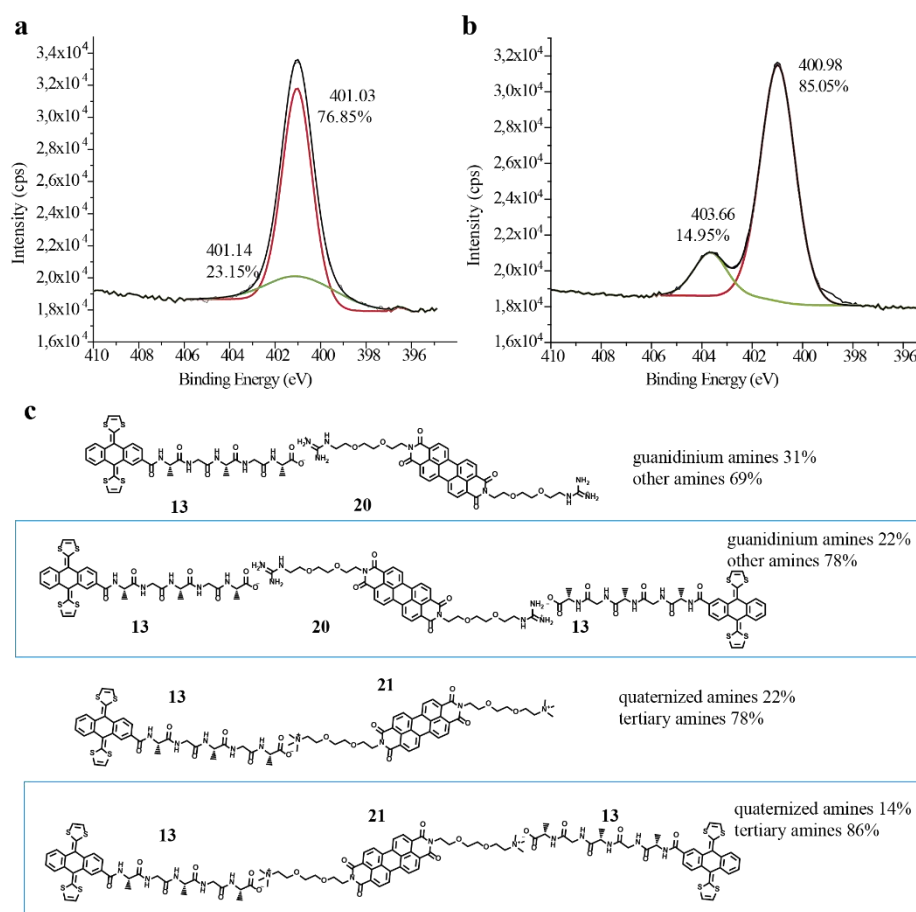 a
b
3,4x10⁴
3,2x10⁴
3,0x10⁴
2,8x10⁴
2,6x10⁴
2,4x10⁴
2,2x10⁴
2,0x10⁴
1,8x10⁴
1,6x10⁴
Intensity (cps)
401.03
76.85%
401.14
23.15%
410 408 406 404 402 400 398 396
Binding Energy (eV)
3,2x10⁴
3,0x10⁴
2,8x10⁴
2,6x10⁴
2,4x10⁴
2,2x10⁴
2,0x10⁴
1,8x10⁴
1,6x10⁴
Intensity (cps)
400.98
85.05%
403.66
14.95%
410 408 406 404 402 400 398 396
Binding Energy (eV)
c
guanidinium amines 31%
other amines 69%
13 20
guanidinium amines 22%
other amines 78%
13 20 13
13 21
quaternized amines 22%
tertiary amines 78%
13 21 13
quaternized amines 14%
tertiary amines 86%